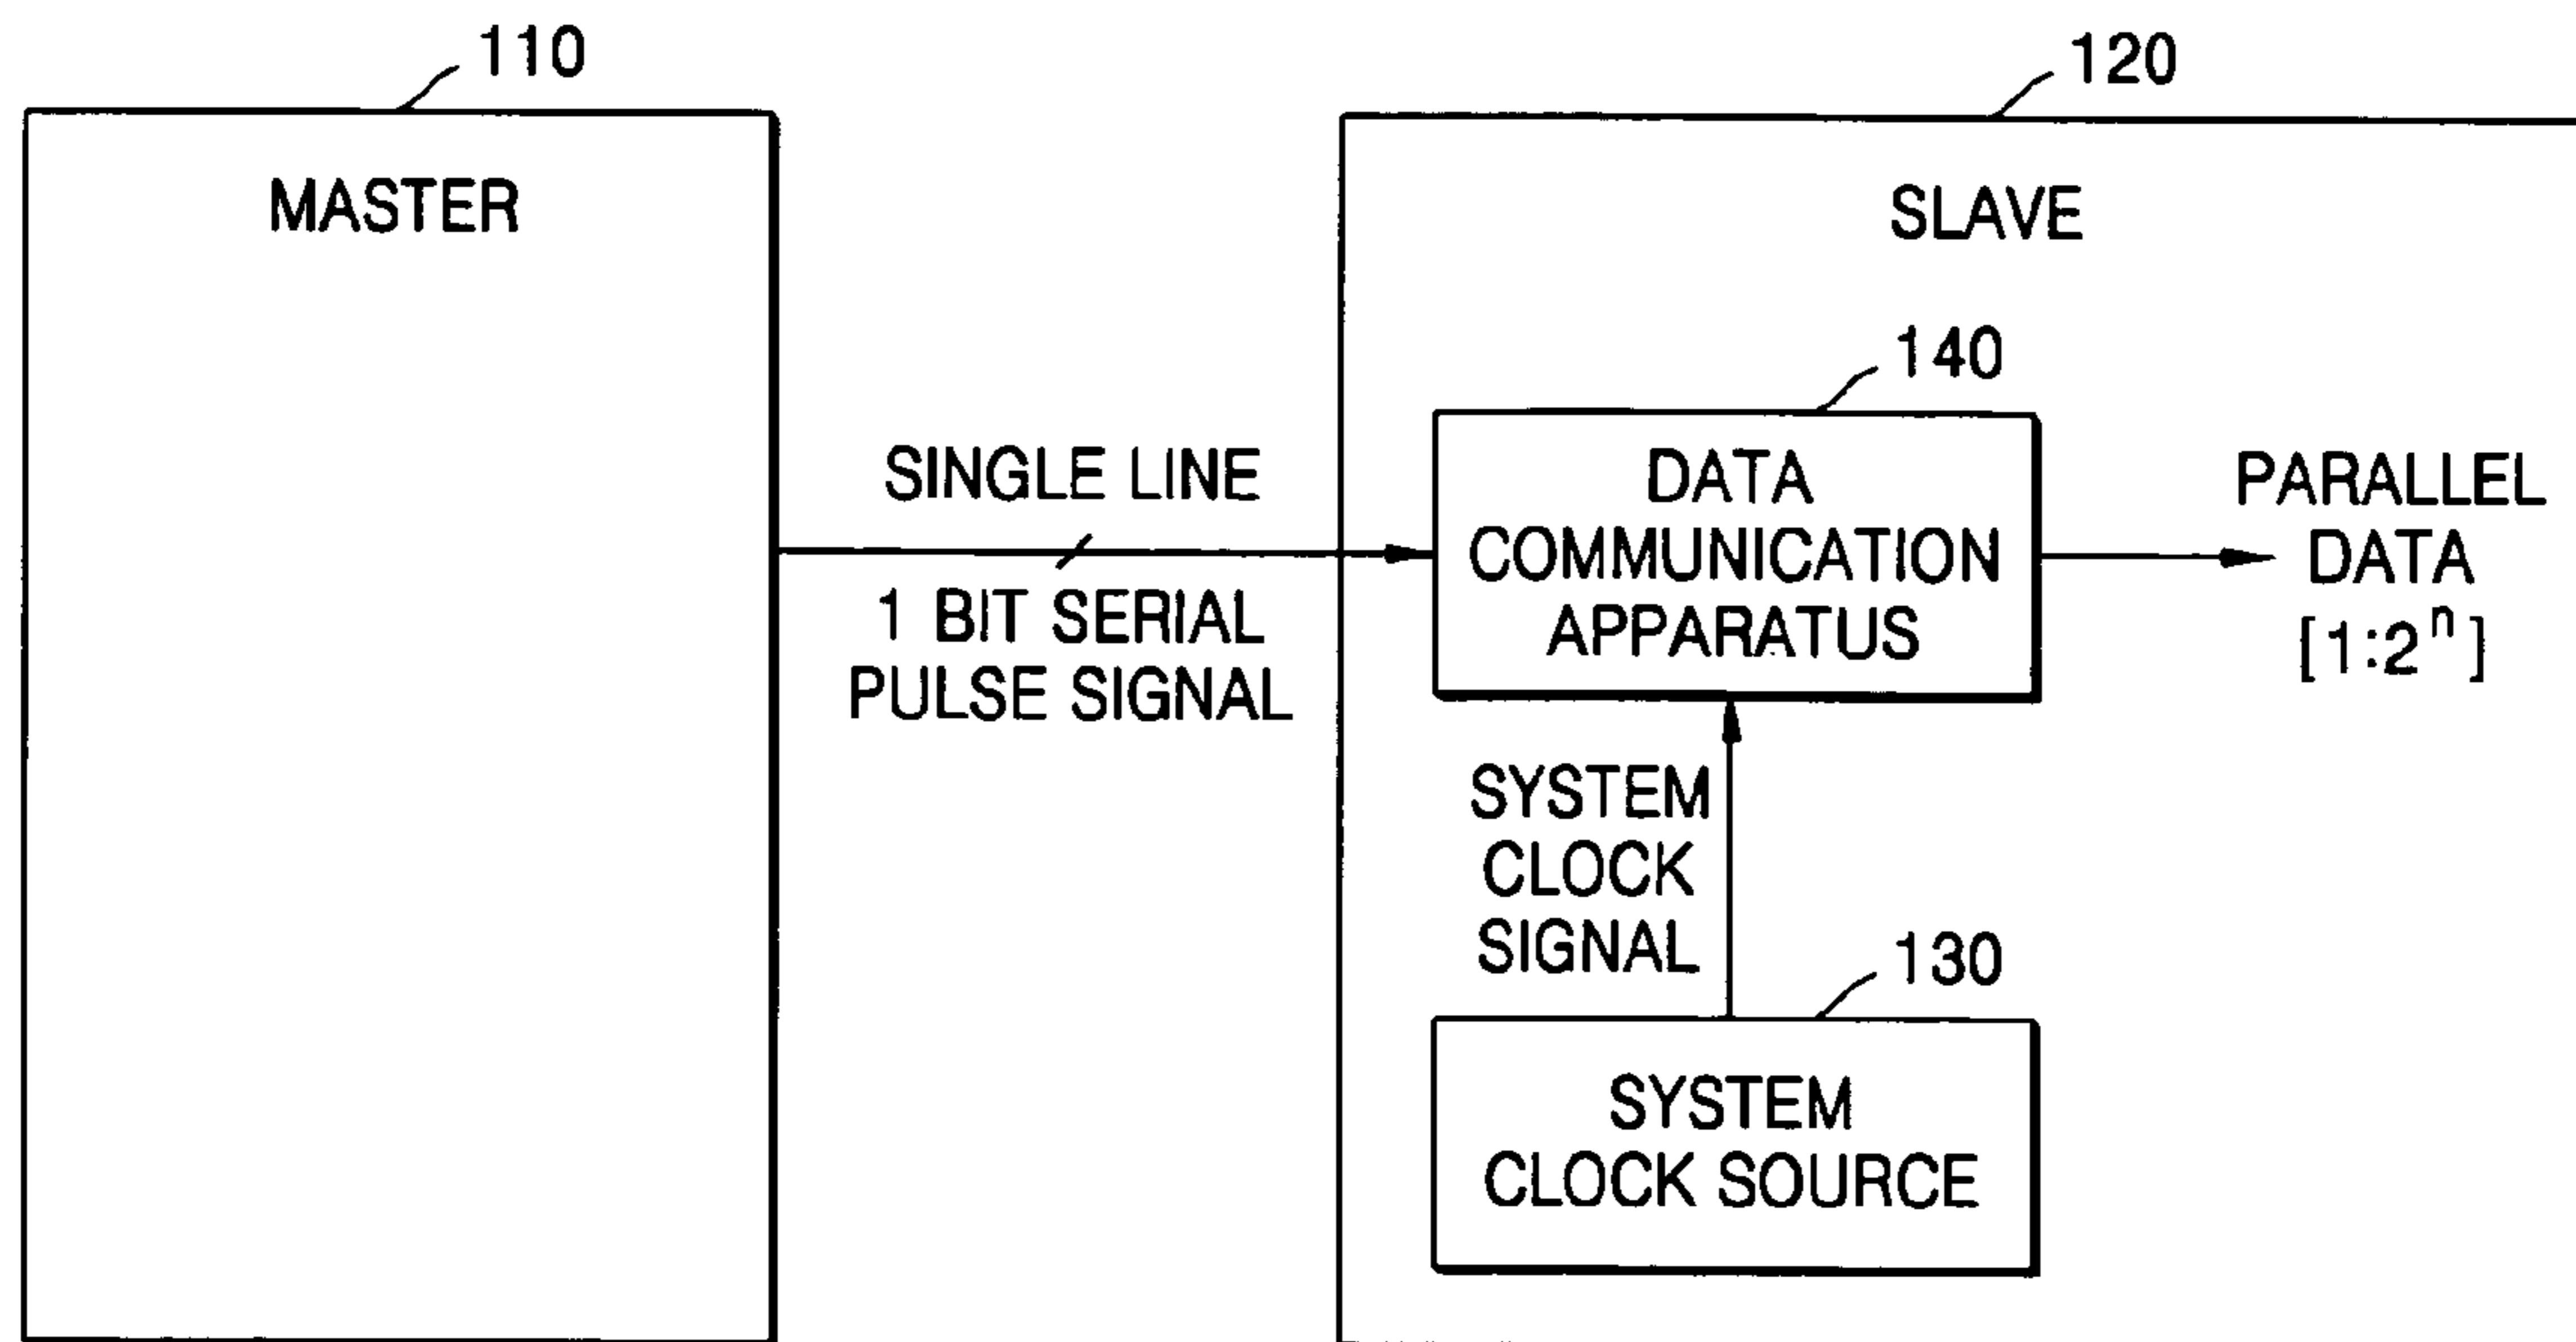 110
MASTER
120
SLAVE
SINGLE LINE
1 BIT SERIAL
PULSE SIGNAL
140
DATA
COMMUNICATION
APPARATUS
PARALLEL
DATA
[1:2ⁿ]
SYSTEM
CLOCK
SIGNAL
130
SYSTEM
CLOCK SOURCE